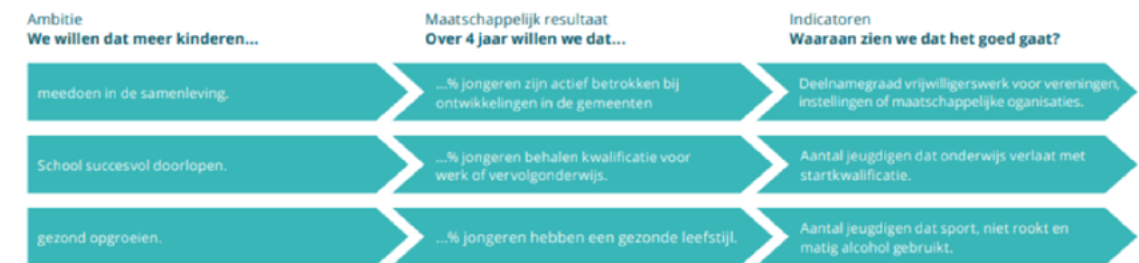 Ambitie
We willen dat meer kinderen...
Maatschappelijk resultaat
Over 4 jaar willen we dat...
Indicatoren
Waaraan zien we dat het goed gaat?
meedoen in de samenleving.
...% jongeren zijn actief betrokken bij
ontwikkelingen in de gemeenten
Deelnamegraad vrijwilligerswerk voor vereningen,
instellingen of maatschappelijke oganisaties.
School succesvol doorlopen.
...% jongeren behalen kwalificatie voor
werk of vervolgonderwijs.
Aantal jeugdigen dat onderwijs verlaat met
startkwalificatie.
gezond opgroeien.
...% jongeren hebben een gezonde leefstijl.
Aantal jeugdigen dat sport, niet rookt en
matig alcohol gebruikt.